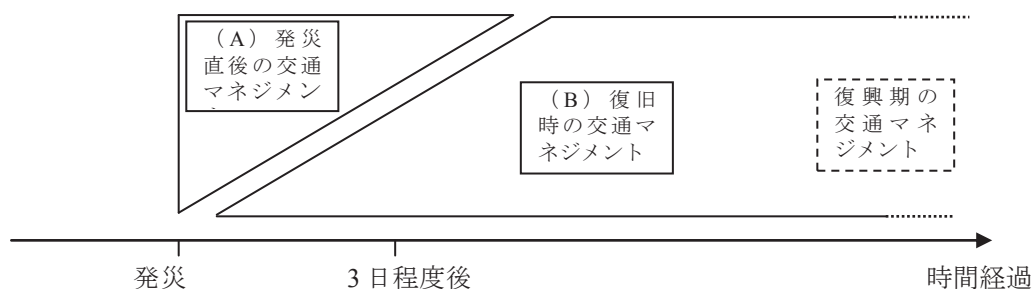 （A）発災
直後の交通
マネジメン
（B）復旧
時の交通マ
ネジメント
復興期の
交通マネ
ジメント
発災
3日程度後
時間経過